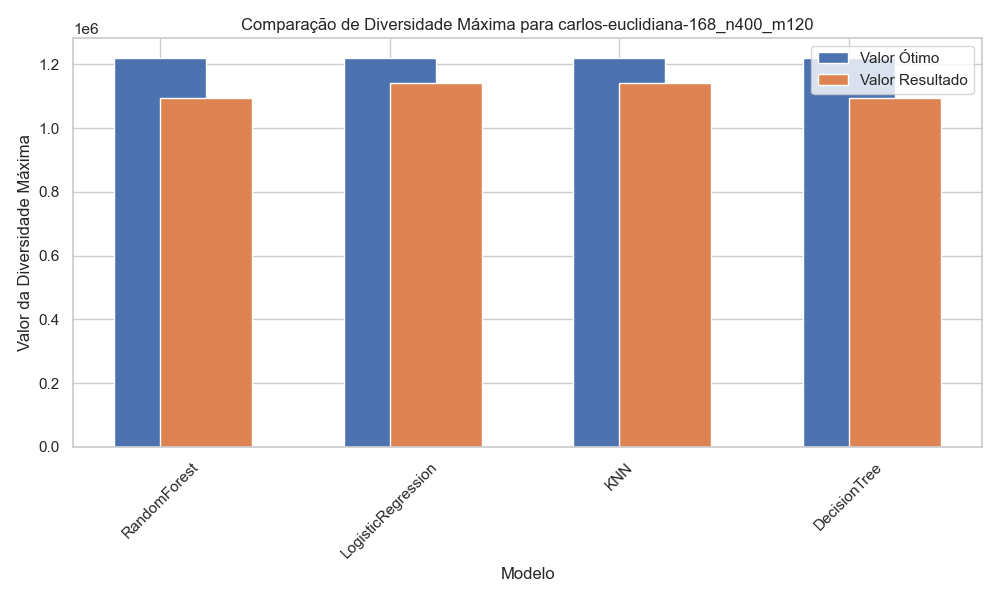 Comparação de Diversidade Máxima para carlos-euclidiana-168_n400_m120
1e6
Valor Ótimo
Valor Resultado
1.2
1.0
0.8
0.6
0.4
0.2
0.0
Valor da Diversidade Máxima
RandomForest
LogisticRegression
KNN
DecisionTree
Modelo